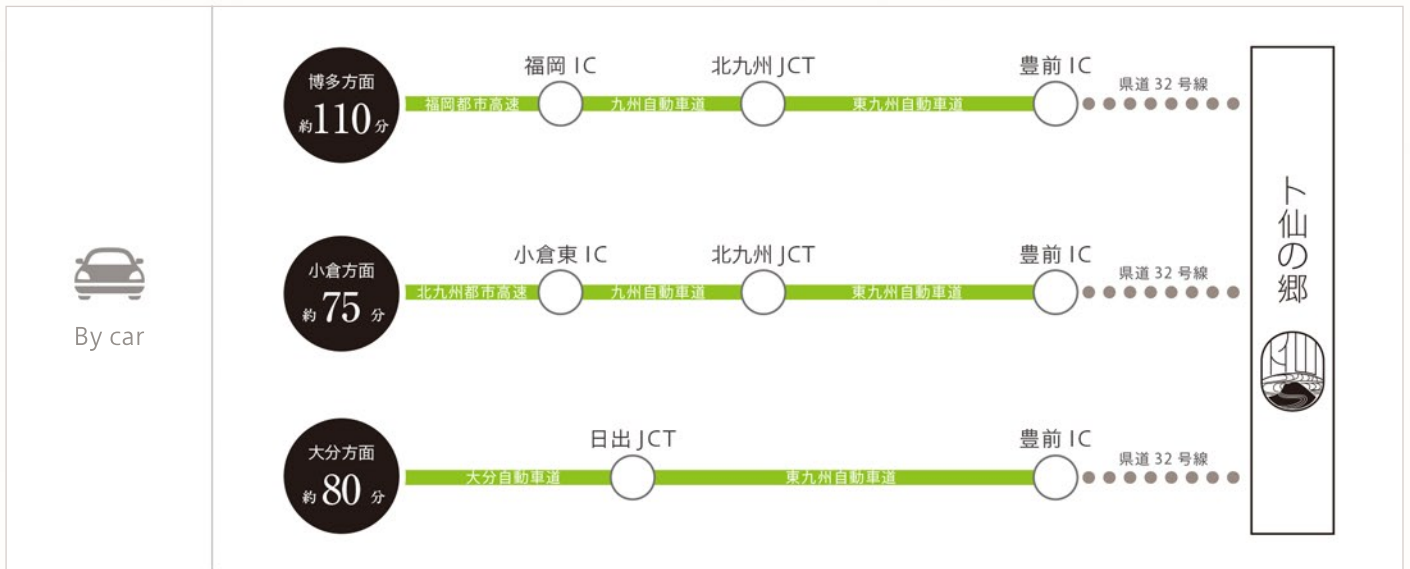 By car
博多方面
約110分
福岡 IC
北九州 JCT
豊前 IC
福岡都市高速
九州自動車道
東九州自動車道
県道 32 号線
小倉方面
約 75 分
小倉東 IC
北九州 JCT
豊前 IC
北九州都市高速
九州自動車道
東九州自動車道
県道 32 号線
大分方面
約 80 分
日出 JCT
豊前 IC
大分自動車道
東九州自動車道
県道 32 号線
卜仙の郷